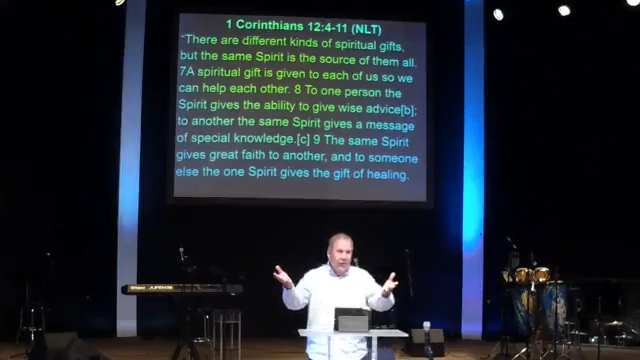 1 Corinthians 12:4-11 (NLT)
“There are different kinds of spiritual gifts,
but the same Spirit is the source of them all.
7A spiritual gift is given to each of us so we
can help each other. 8 To one person the
Spirit gives the ability to give wise advice[b];
to another the same Spirit gives a message
of special knowledge.[c] 9 The same Spirit
gives great faith to another, and to someone
else the one Spirit gives the gift of healing.